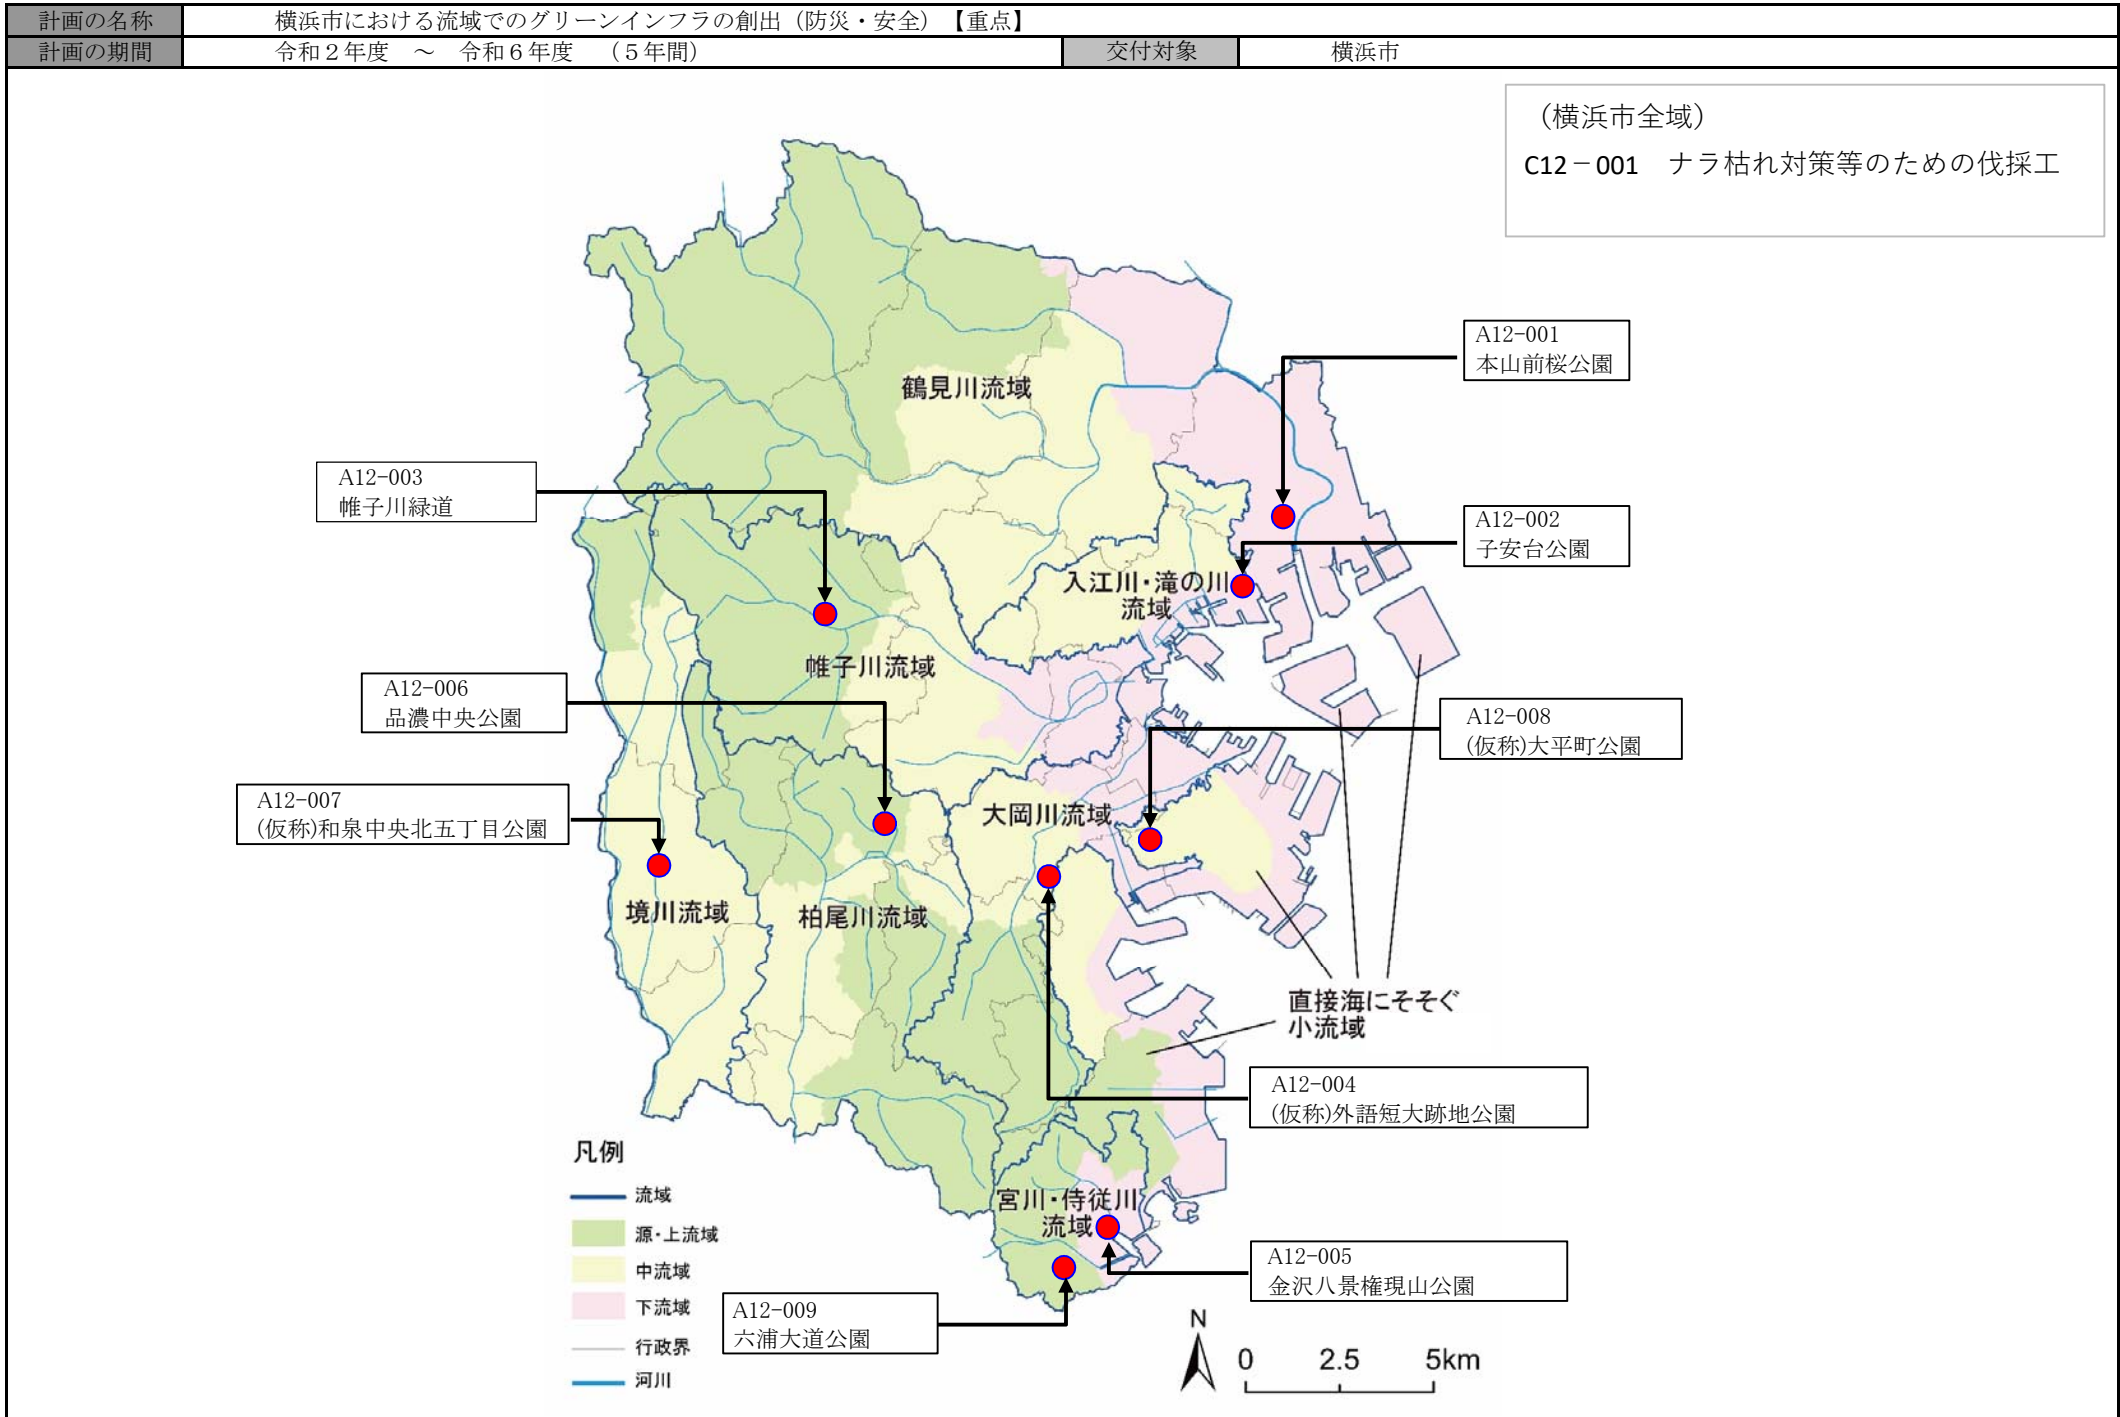 計画の名称 横浜市における流域でのグリーンインフラの創出（防災・安全）【重点】
計画の期間 令和２年度 ～ 令和６年度 （５年間） 交付対象 横浜市
（横浜市全域）
C12－001 ナラ枯れ対策等のための伐採工
A12-001
本山前桜公園
鶴見川流域
A12-003
帷子川緑道
A12-002
子安台公園
入江川・滝の川
流域
帷子川流域
A12-006
品濃中央公園
A12-008
(仮称)大平町公園
A12-007
(仮称)和泉中央北五丁目公園
大岡川流域
境川流域
柏尾川流域
直接海にそそぐ
小流域
A12-004
(仮称)外語短大跡地公園
凡例
流域
源・上流域
中流域
下流域
行政界
河川
宮川・侍従川
流域
A12-005
金沢八景権現山公園
A12-009
六浦大道公園
N
0 2.5 5km